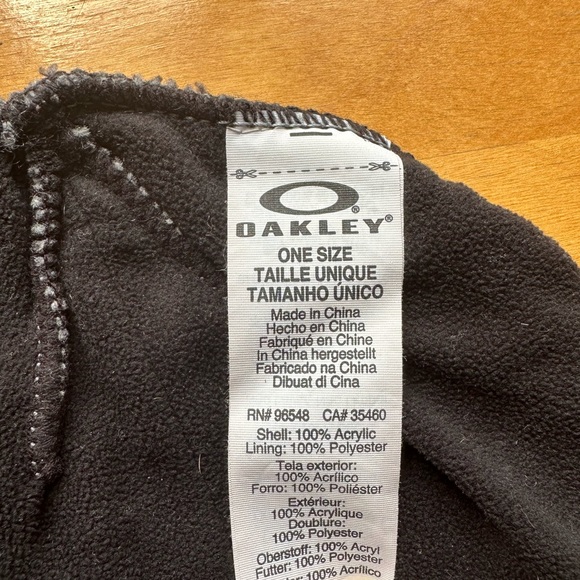 OAKLEY®
ONE SIZE
TAILLE UNIQUE
TAMANHO ÚNICO
Made in China
Hecho en China
Fabriqué en Chine
In China hergestellt
Fabricado na China
Dibuat di Cina
RN# 96548 CA# 35460
Shell: 100% Acrylic
Lining: 100% Polyester
Tela exterior:
100% Acrílico
Forro: 100% Poliéster
Extérieur:
100% Acrylique
Doublure:
100% Polyester
Oberstoff: 100% Acryl
Futter: 100% Polyester
100% Acrílico